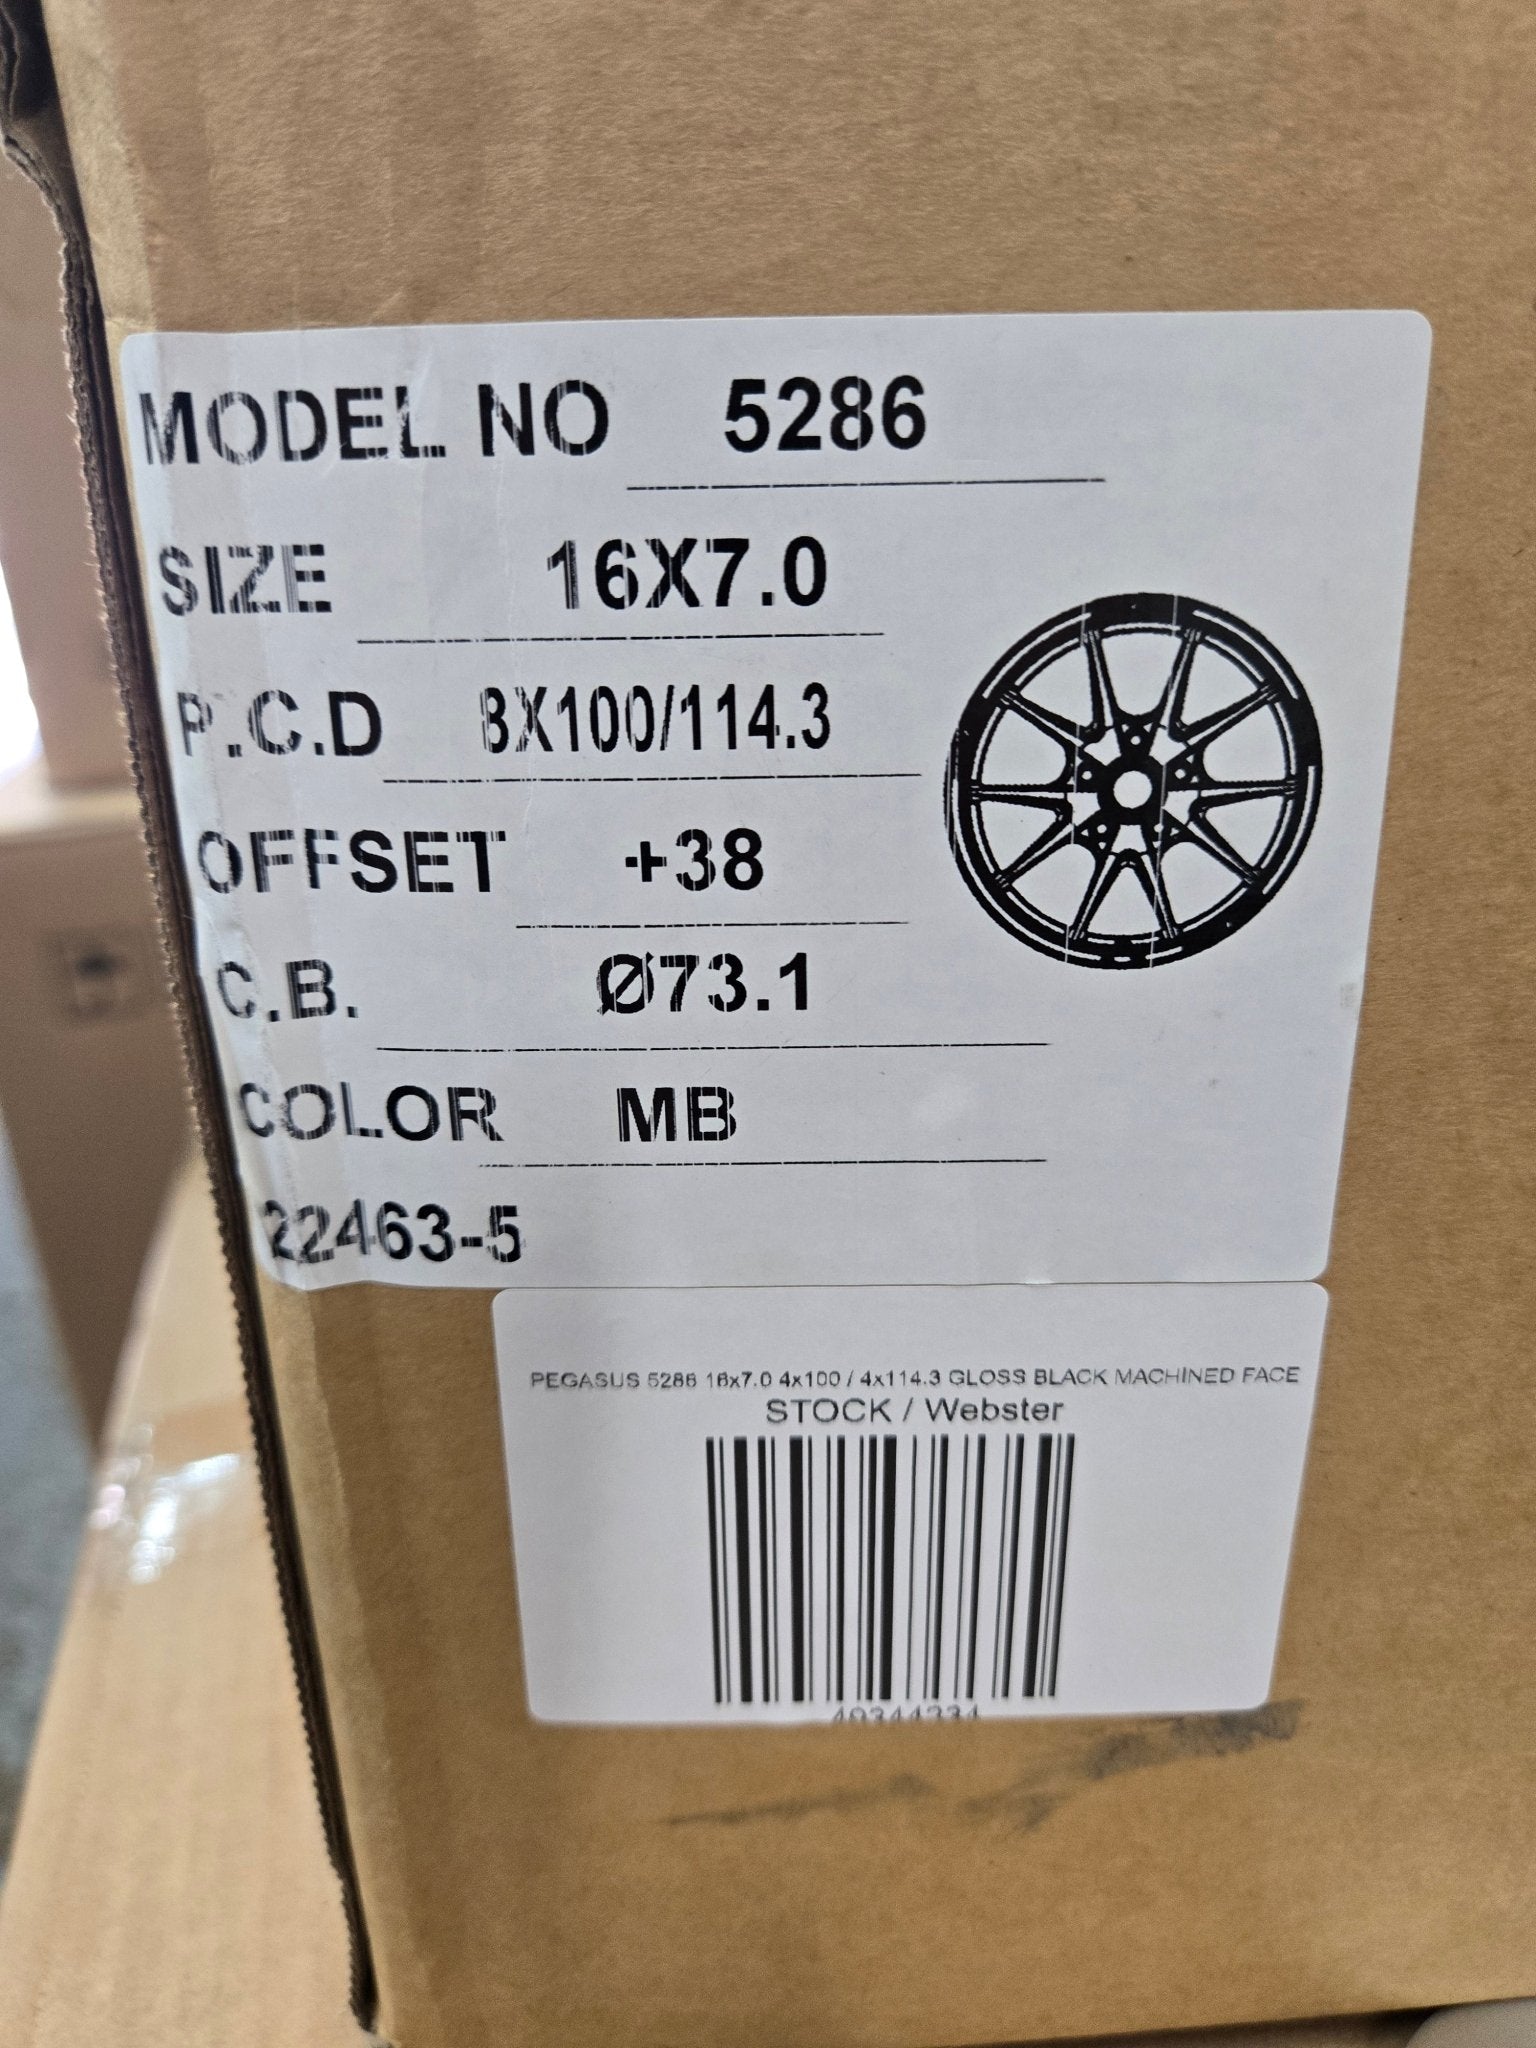 MODEL NO 5286
SIZE 16X7.0
P.C.D 8X100/114.3
OFFSET +38
C.B. Ø73.1
COLOR MB
22463-5
PEGASUS 5286 16x7.0 4x100 / 4x114.3 GLOSS BLACK MACHINED FACE
STOCK / Webster